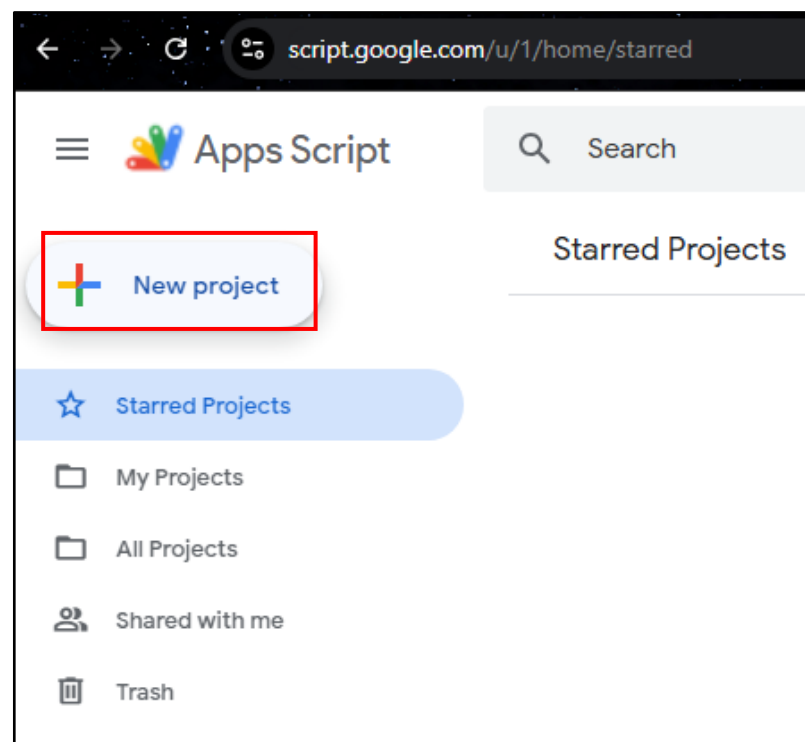 script.google.com/u/1/home/starred
Apps Script
Search
New project
Starred Projects
Starred Projects
My Projects
All Projects
Shared with me
Trash